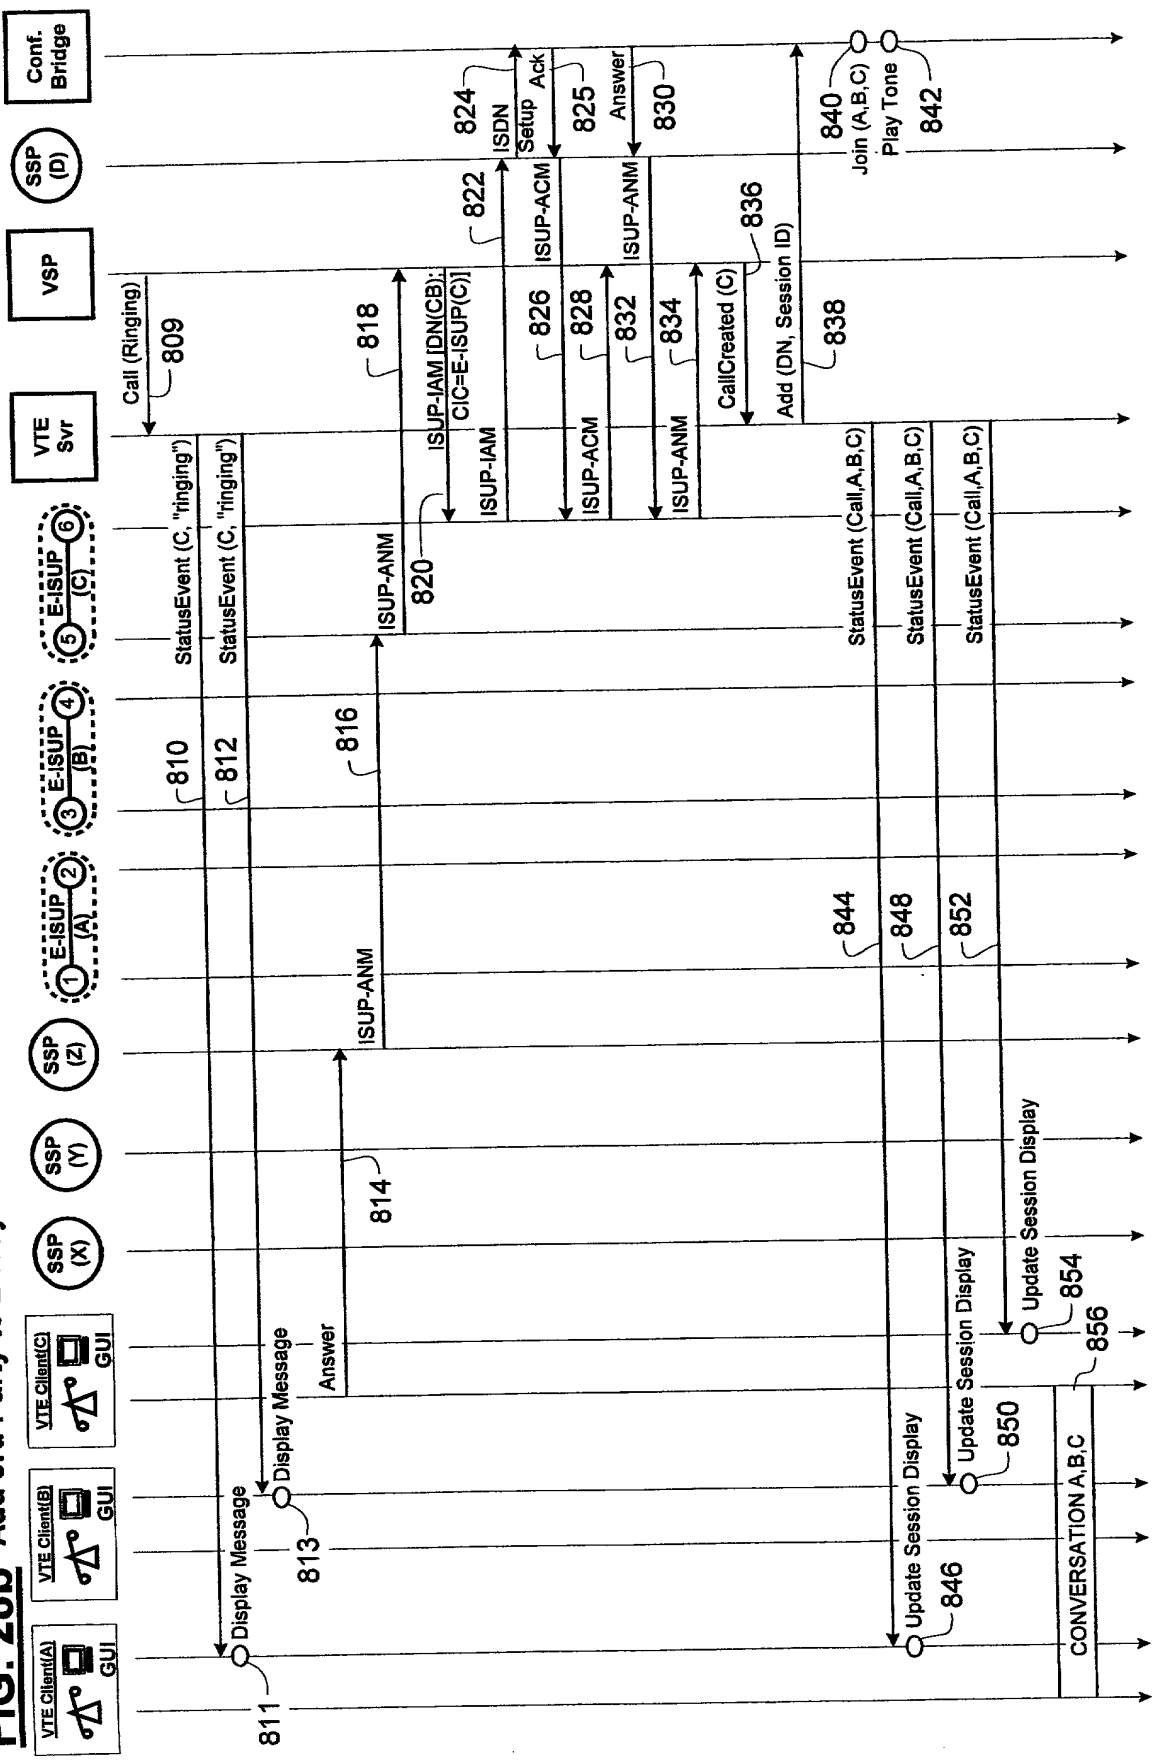 FIG. 20b Add 3rd Party
VTE Client(A)
GUI
VTE Client(B)
GUI
VTE Client(C)
GUI
SSP
(X)
SSP
(Y)
SSP
(Z)
1 E-ISUP 2
(A)
3 E-ISUP 4
(B)
5 E-ISUP 6
(C)
VTE
Svr
VSP
SSP
(D)
Conf.
Bridge
Call (Ringing)
809
StatusEvent (C, "ringing")
810
Display Message
811
StatusEvent (C, "ringing")
812
Display Message
813
Answer
814
ISUP-ANM
816
ISUP-ANM
818
ISUP-IAM [DN(CB);
CIC=E-ISUP(C)]
820
ISUP-IAM
822
ISDN
Setup
824
Ack
825
ISUP-ACM
826
ISUP-ACM
828
Answer
830
ISUP-ANM
832
ISUP-ANM
834
CallCreated (C)
836
Add (DN, Session ID)
838
840
Join (A,B,C)
Play Tone
842
StatusEvent (Call,A,B,C)
844
Update Session Display
846
StatusEvent (Call,A,B,C)
848
Update Session Display
850
StatusEvent (Call,A,B,C)
852
Update Session Display
854
CONVERSATION A,B,C
856